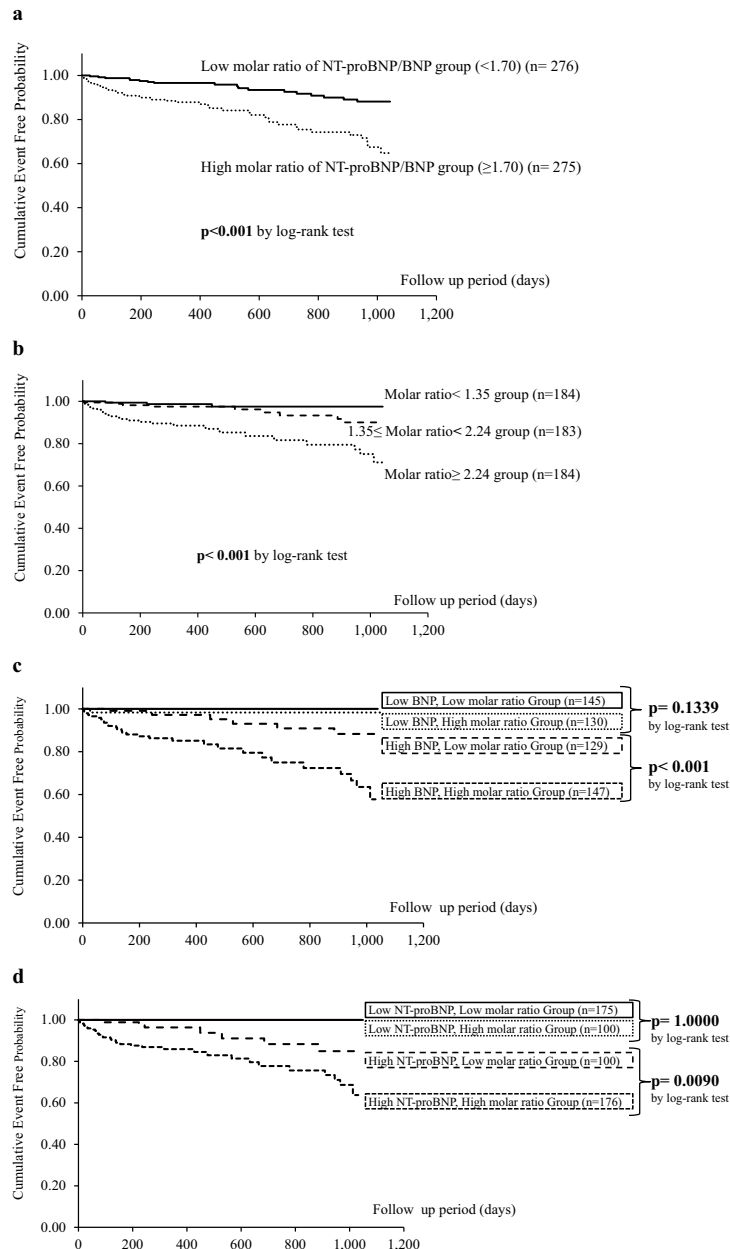 a
Cumulative Event Free Probability
1.00
0.80
0.60
0.40
0.20
0.00
Low molar ratio of NT-proBNP/BNP group (<1.70) (n= 276)
High molar ratio of NT-proBNP/BNP group (≥1.70) (n= 275)
p<0.001 by log-rank test
Follow up period (days)
0 200 400 600 800 1,000 1,200
b
Cumulative Event Free Probability
1.00
0.80
0.60
0.40
0.20
0.00
Molar ratio< 1.35 group (n=184)
1.35≤ Molar ratio< 2.24 group (n=183)
Molar ratio≥ 2.24 group (n=184)
p< 0.001 by log-rank test
Follow up period (days)
0 200 400 600 800 1,000 1,200
c
Cumulative Event Free Probability
1.00
0.80
0.60
0.40
0.20
0.00
Low BNP, Low molar ratio Group (n=145)
Low BNP, High molar ratio Group (n=130)
High BNP, Low molar ratio Group (n=129)
High BNP, High molar ratio Group (n=147)
p= 0.1339
by log-rank test
p< 0.001
by log-rank test
Follow up period (days)
0 200 400 600 800 1,000 1,200
d
Cumulative Event Free Probability
1.00
0.80
0.60
0.40
0.20
0.00
Low NT-proBNP, Low molar ratio Group (n=175)
Low NT-proBNP, High molar ratio Group (n=100)
High NT-proBNP, Low molar ratio Group (n=100)
High NT-proBNP, High molar ratio Group (n=176)
p= 1.0000
by log-rank test
p= 0.0090
by log-rank test
Follow up period (days)
0 200 400 600 800 1,000 1,200